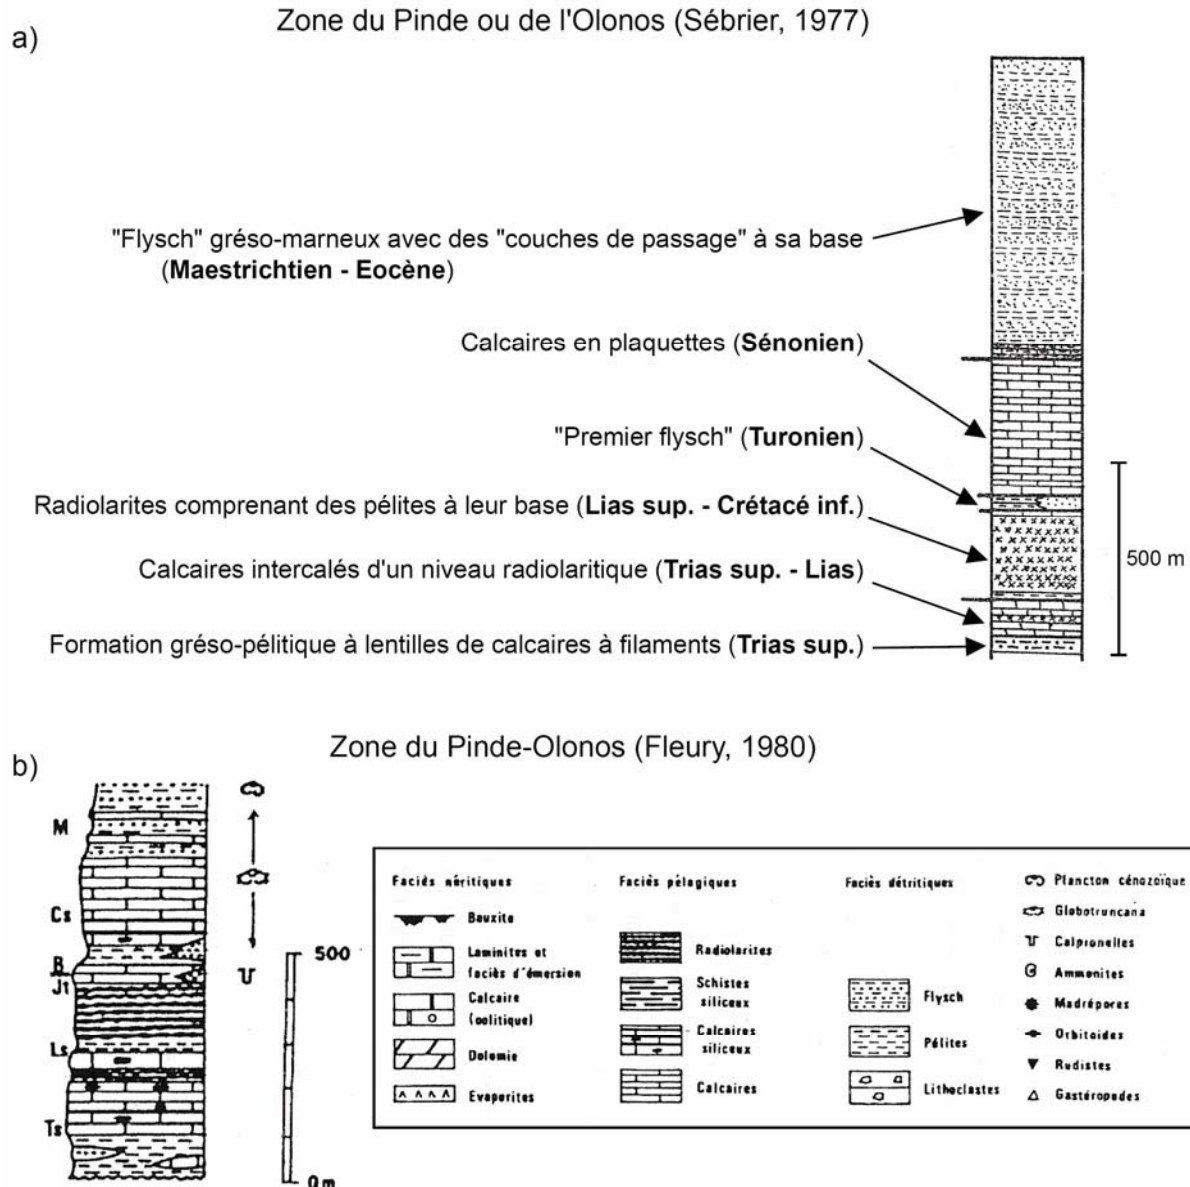 Zone du Pinde ou de l'Olonos (Sébrier, 1977)
a)
"Flysch" gréso-marneux avec des "couches de passage" à sa base
(Maestrichtien - Eocène)
Calcaires en plaquettes (Sénonien)
"Premier flysch" (Turonien)
Radiolarites comprenant des pélites à leur base (Lias sup. - Crétacé inf.)
500 m
Calcaires intercalés d'un niveau radiolaritique (Trias sup. - Lias)
Formation gréso-pélitique à lentilles de calcaires à filaments (Trias sup.)
Zone du Pinde-Olonos (Fleury, 1980)
b)
M
Cs
B
Jt
Ls
Ts
500
0 m
Faciès néritiques
Bauxite
Laminites et
faciès d'émersion
Calcaire
(oolitique)
Dolomie
Evaporites
Faciès pélagiques
Radiolarites
Schistes
siliceux
Calcaires
siliceux
Calcaires
Faciès détritiques
Flysch
Pélites
Lithoclastes
Plancton cénozoïque
Globotruncana
Calpionelles
Ammonites
Madrépores
Orbitoides
Rudistes
Gastéropodes